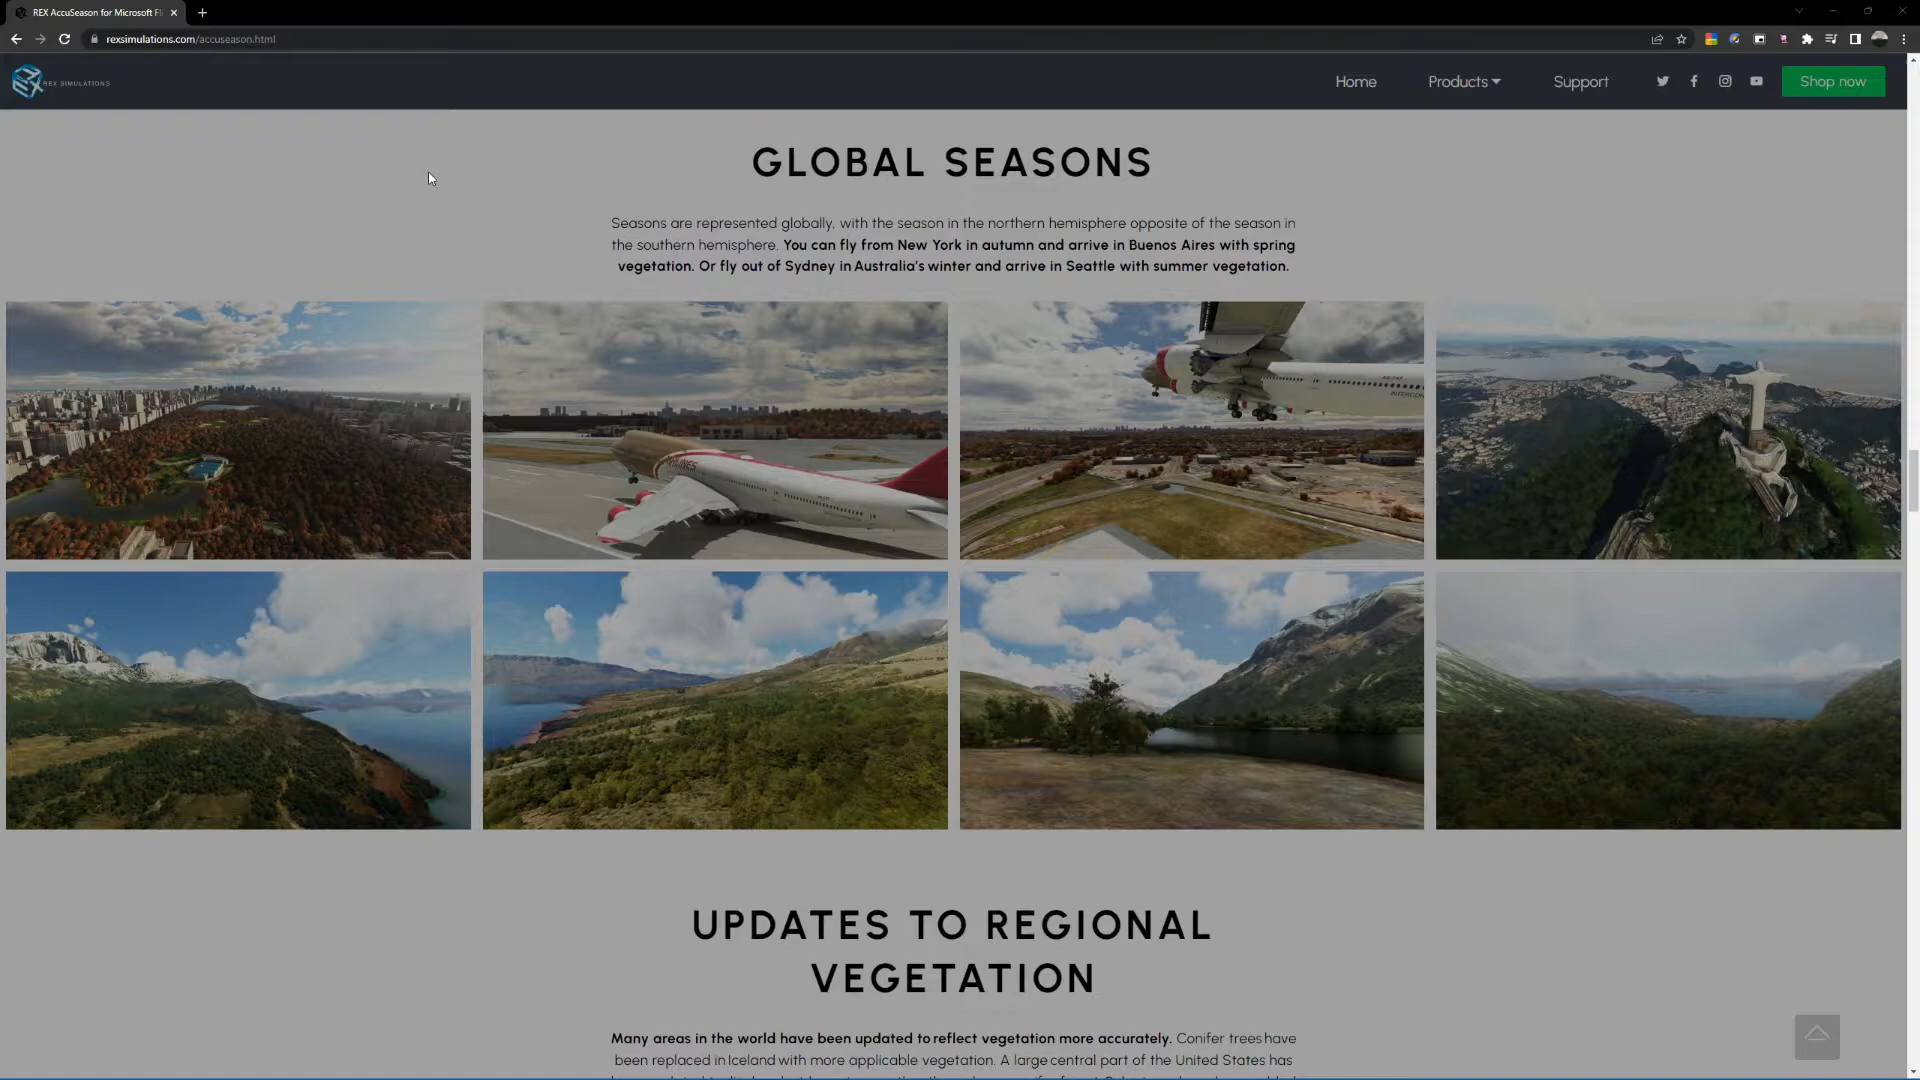 REX AccuSeason for Microsoft Fl
rexsimulations.com/accuseason.html
REX SIMULATIONS
Home
Products
Support
Shop now
GLOBAL SEASONS
Seasons are represented globally, with the season in the northern hemisphere opposite of the season in
the southern hemisphere. You can fly from New York in autumn and arrive in Buenos Aires with spring
vegetation. Or fly out of Sydney in Australia's winter and arrive in Seattle with summer vegetation.
UPDATES TO REGIONAL
VEGETATION
Many areas in the world have been updated to reflect vegetation more accurately. Conifer trees have
been replaced in Iceland with more applicable vegetation. A large central part of the United States has